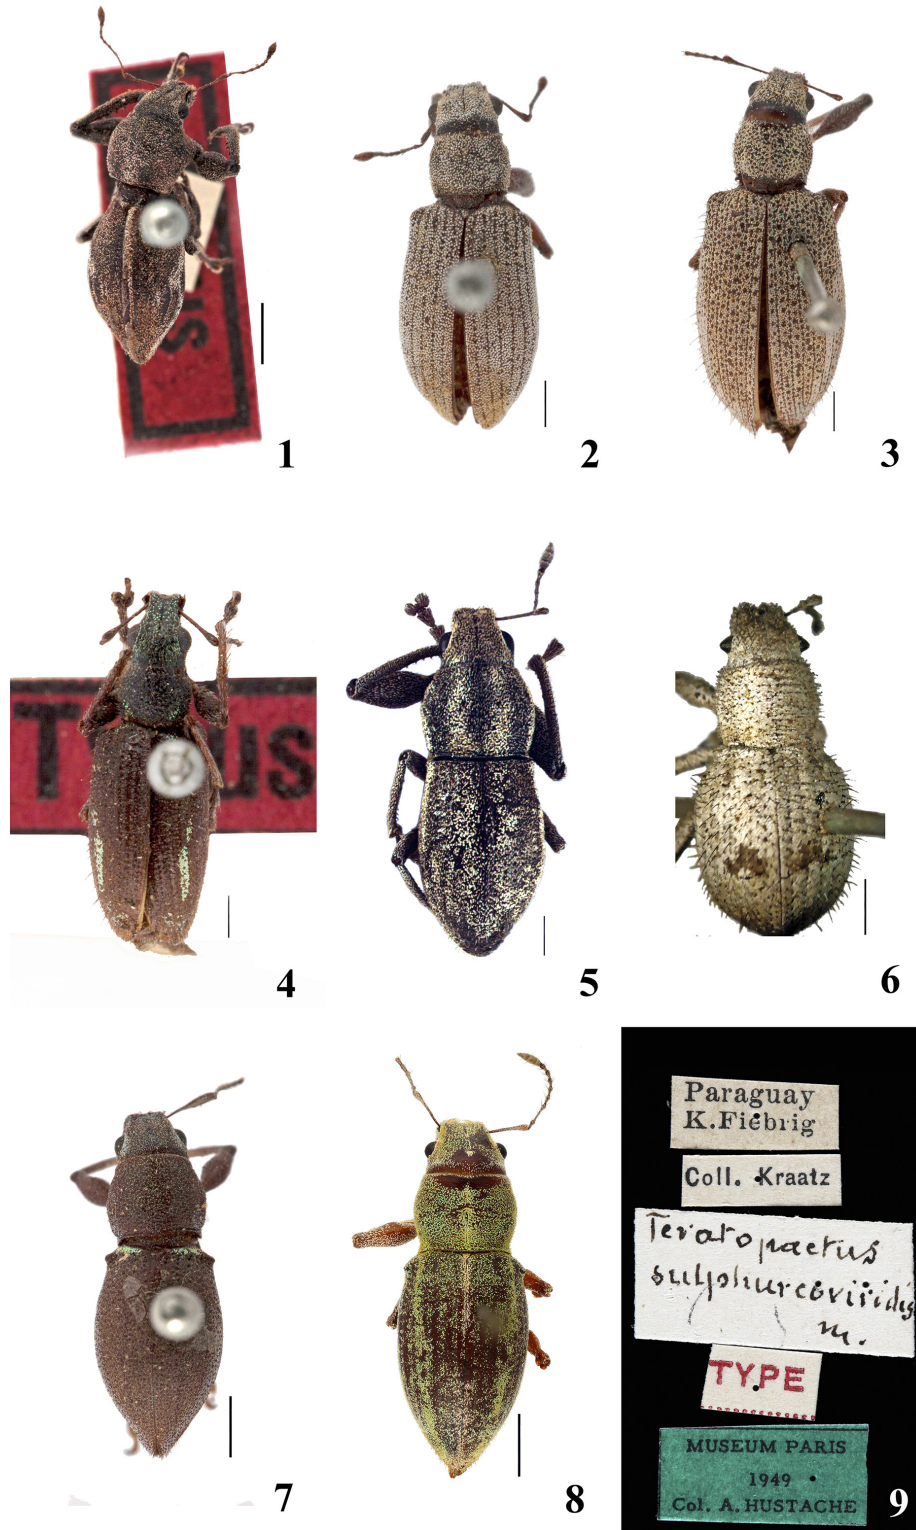 1
2
3
4
5
6
7
8
Paraguay
K.Fiebrig
Coll. Kraatz
Teratopactus
sulphureoviridis
m.
TYPE
MUSEUM PARIS
1949
Col. A. HUSTACHE
9